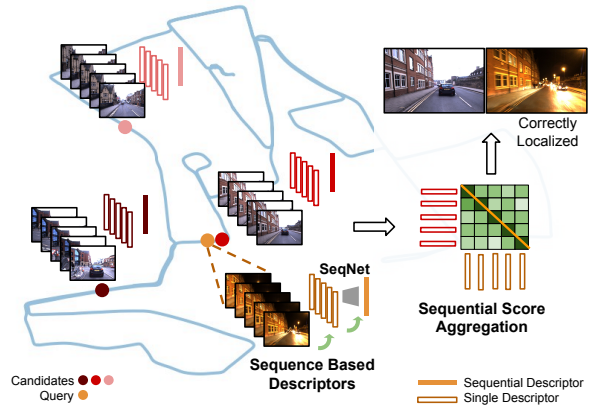 Correctly
Localized
SeqNet
Sequential Score
Aggregation
Sequence Based
Descriptors
Candidates
Query
Sequential Descriptor
Single Descriptor